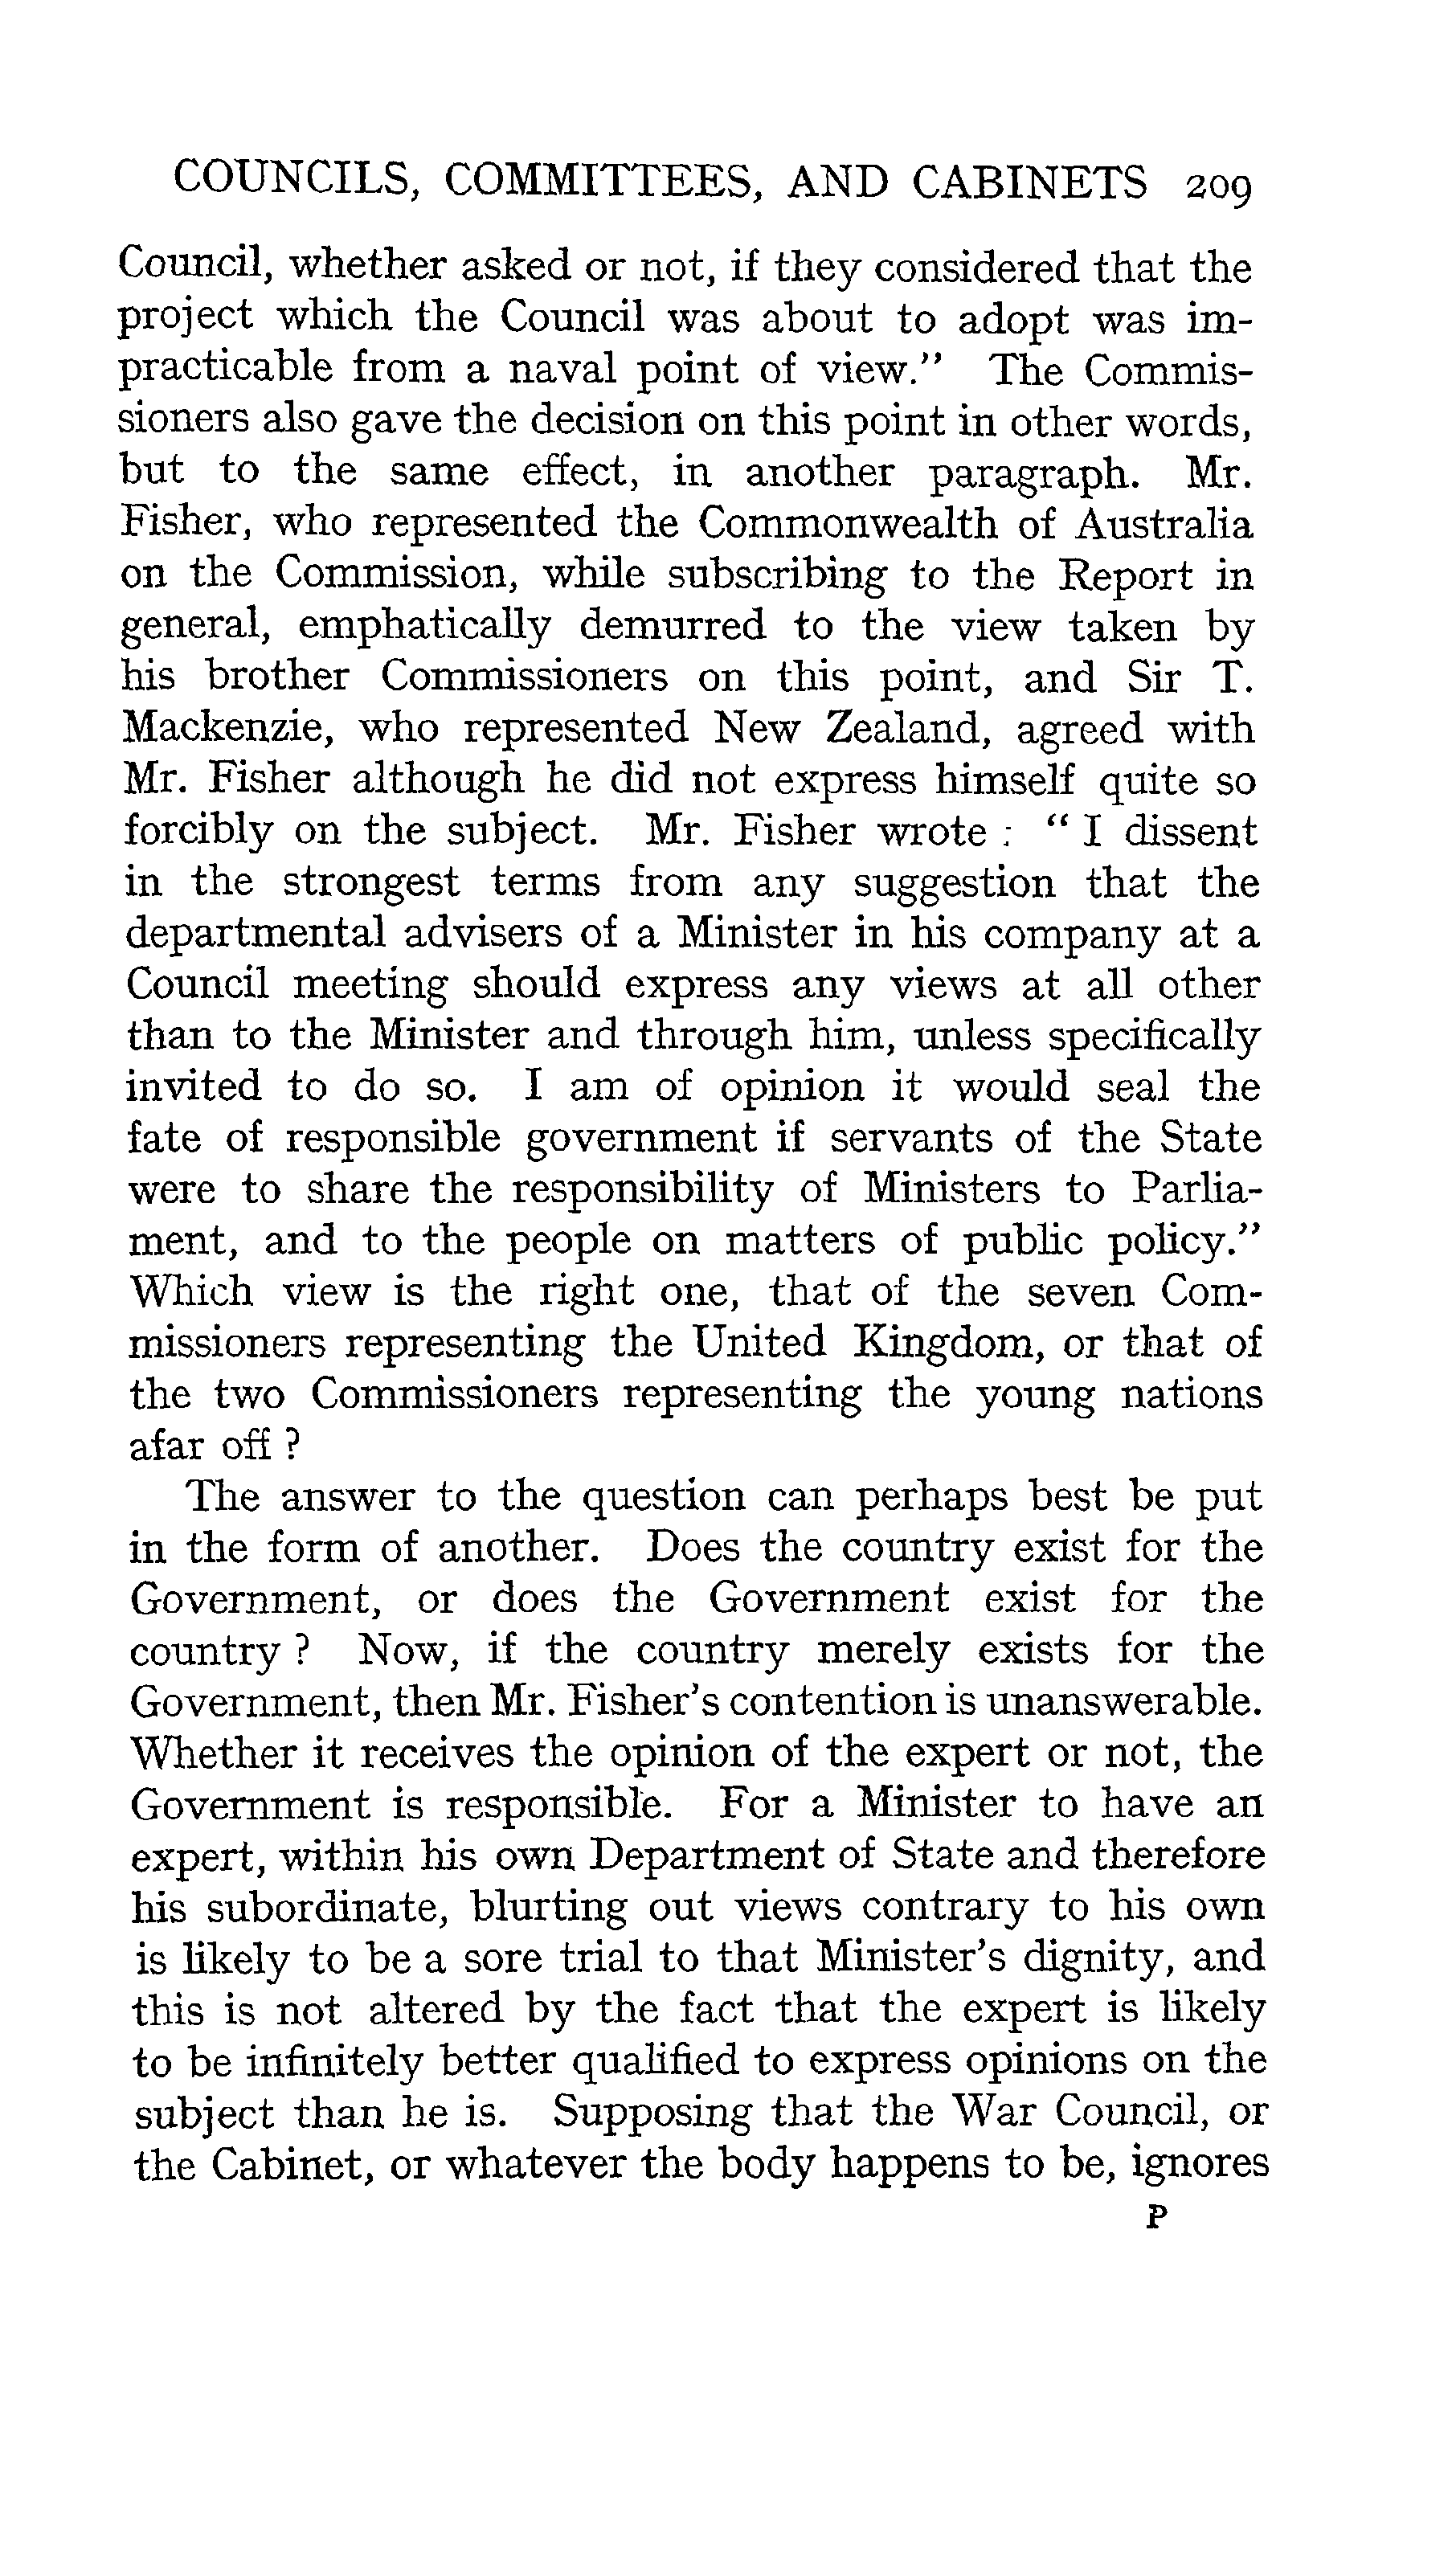 COUNCILS, COMMITTEES, AND CABINETS 209
Council, whether asked or not, if they considered that the
project which the Council was about to adopt was im-
practicable from a naval point of view." The Commis-
sioners also gave the decision on this point in other words,
but to the same effect, in another paragraph. Mr.
Fisher, who represented the Commonwealth of Australia
on the Commission, while subscribing to the Report in
general, emphatically demurred to the view taken by
his brother Commissioners on this point, and Sir T.
Mackenzie, who represented New Zealand, agreed with
Mr. Fisher although he did not express himself quite so
forcibly on the subject. Mr. Fisher wrote : " I dissent
in the strongest terms from any suggestion that the
departmental advisers of a Minister in his company at a
Council meeting should express any views at all other
than to the Minister and through him, unless specifically
invited to do so. I am of opinion it would seal the
fate of responsible government if servants of the State
were to share the responsibility of Ministers to Parlia-
ment, and to the people on matters of public policy."
Which view is the right one, that of the seven Com-
missioners representing the United Kingdom, or that of
the two Commissioners representing the young nations
afar off ?
The answer to the question can perhaps best be put
in the form of another. Does the country exist for the
Government, or does the Government exist for the
country ? Now, if the country merely exists for the
Government, then Mr. Fisher's contention is unanswerable.
Whether it receives the opinion of the expert or not, the
Government is responsible. For a Minister to have an
expert, within his own Department of State and therefore
his subordinate, blurting out views contrary to his own
is likely to be a sore trial to that Minister's dignity, and
this is not altered by the fact that the expert is likely
to be infinitely better qualified to express opinions on the
subject than he is. Supposing that the War Council, or
the Cabinet, or whatever the body happens to be, ignores
P